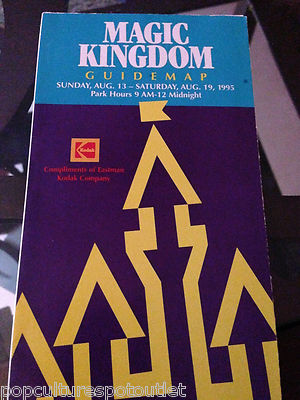 MAGIC
KINGDOM
GUIDEMAP
SUNDAY, AUG. 13 – SATURDAY, AUG. 19, 1995
Park Hours 9 AM-12 Midnight
Kodak
Compliments of Eastman
Kodak Company
popculturespotoutlet